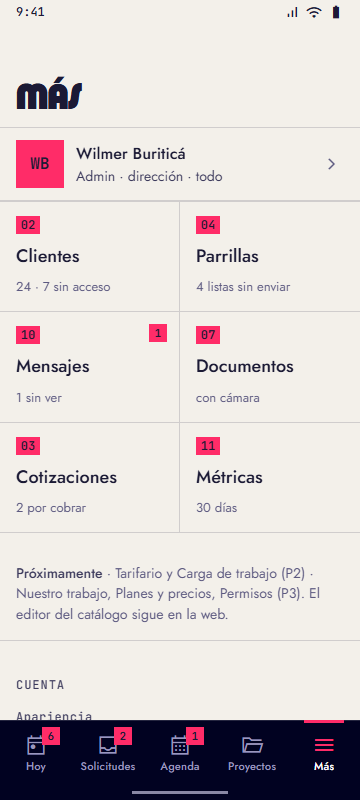 9:41
MÁS
WB
Wilmer Buriticá
Admin · dirección · todo
02
Clientes
24 · 7 sin acceso
04
Parrillas
4 listas sin enviar
10
1
Mensajes
1 sin ver
07
Documentos
con cámara
03
Cotizaciones
2 por cobrar
11
Métricas
30 días
Próximamente · Tarifario y Carga de trabajo (P2) ·
Nuestro trabajo, Planes y precios, Permisos (P3). El
editor del catálogo sigue en la web.
CUENTA
Apariencia
6
Hoy
2
Solicitudes
1
Agenda
Proyectos
Más